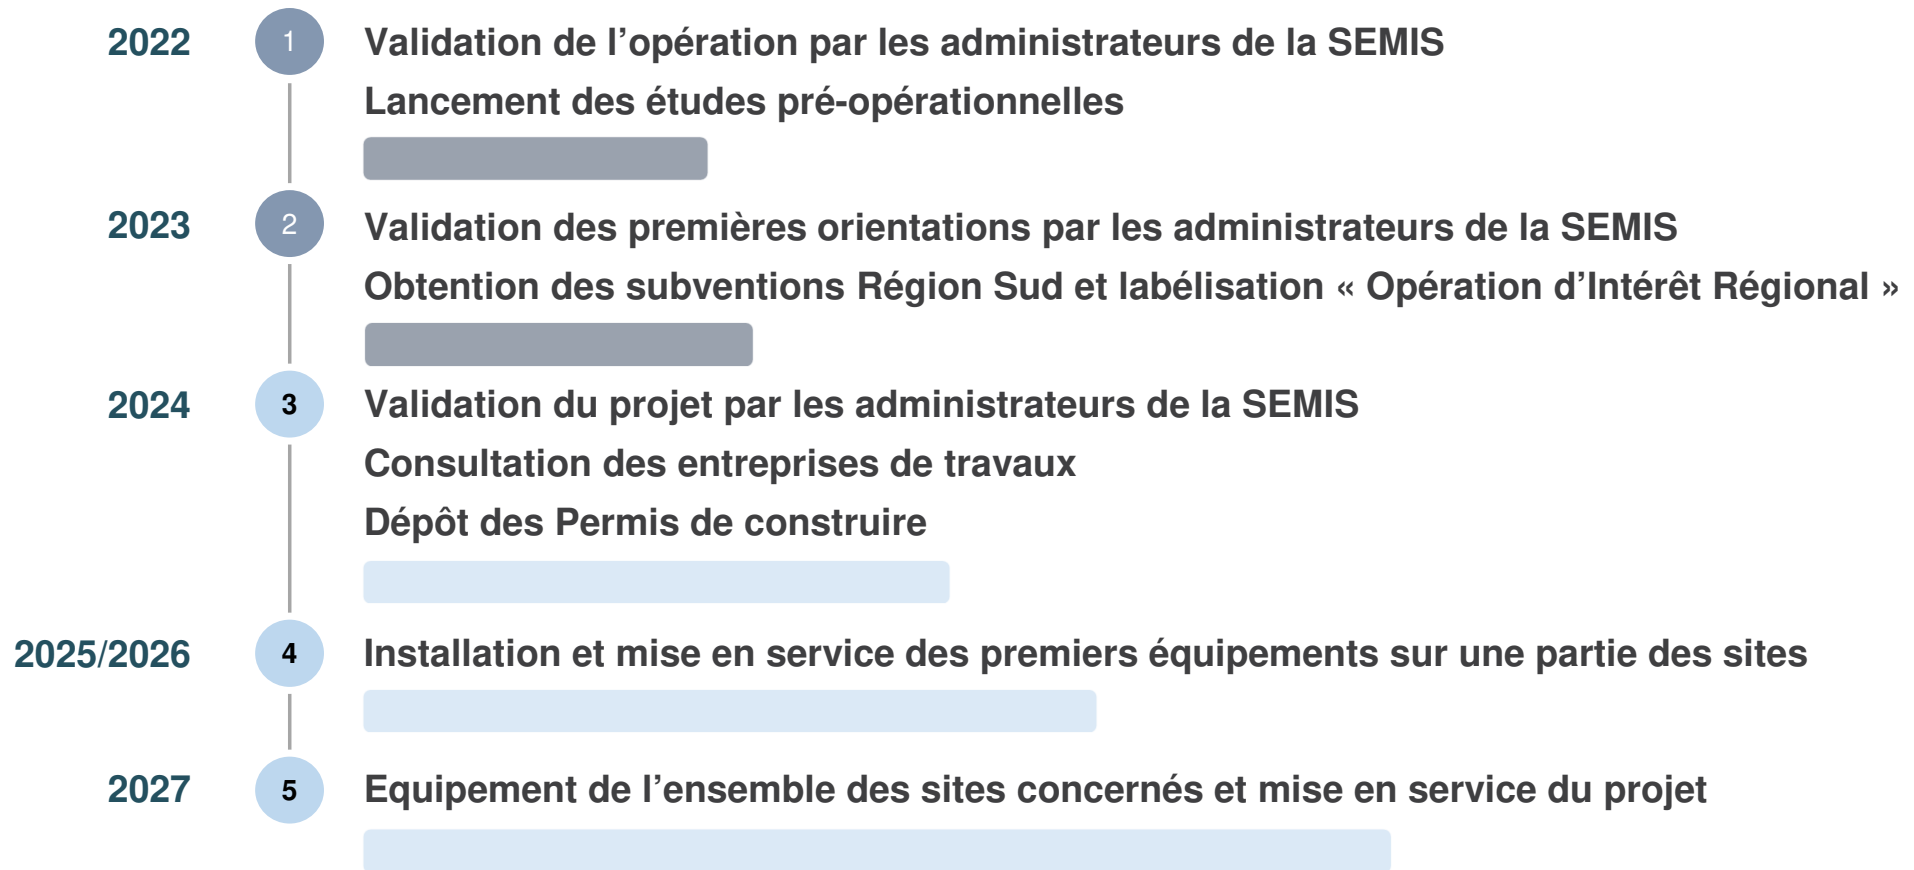 2022 1 Validation de l’opération par les administrateurs de la SEMIS
Lancement des études pré-opérationnelles
2023 2 Validation des premières orientations par les administrateurs de la SEMIS
Obtention des subventions Région Sud et labélisation « Opération d’Intérêt Régional »
2024 3 Validation du projet par les administrateurs de la SEMIS
Consultation des entreprises de travaux
Dépôt des Permis de construire
2025/2026 4 Installation et mise en service des premiers équipements sur une partie des sites
2027 5 Equipement de l’ensemble des sites concernés et mise en service du projet